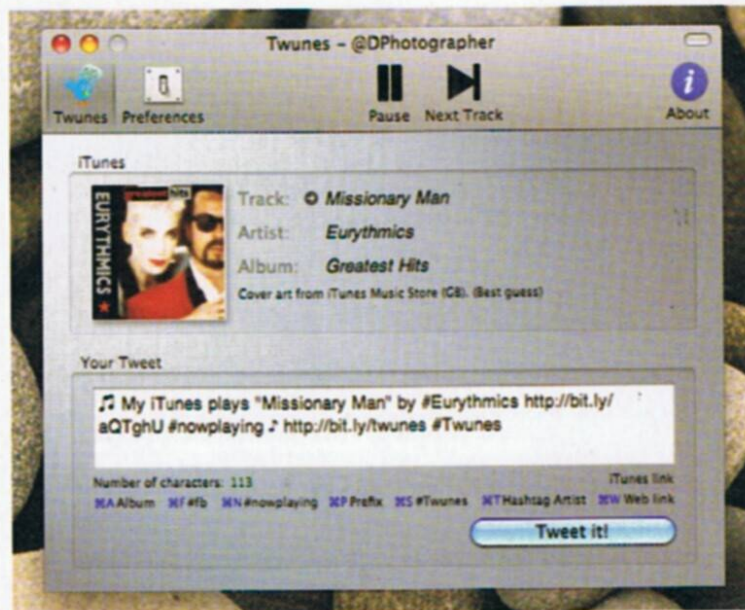 Twunes – @DPhotographer
Twunes Preferences Pause Next Track About
iTunes
EURYTHMICS
greatest hits
Track: Missionary Man
Artist: Eurythmics
Album: Greatest Hits
Cover art from iTunes Music Store (GB). (Best guess)
Your Tweet
♫ My iTunes plays "Missionary Man" by #Eurythmics http://bit.ly/
aQTghU #nowplaying ♪ http://bit.ly/twunes #Twunes
Number of characters: 113 iTunes link
⌘A Album ⌘F #fb ⌘N #nowplaying ⌘P Prefix ⌘S #Twunes ⌘T Hashtag Artist ⌘W Web link
Tweet it!